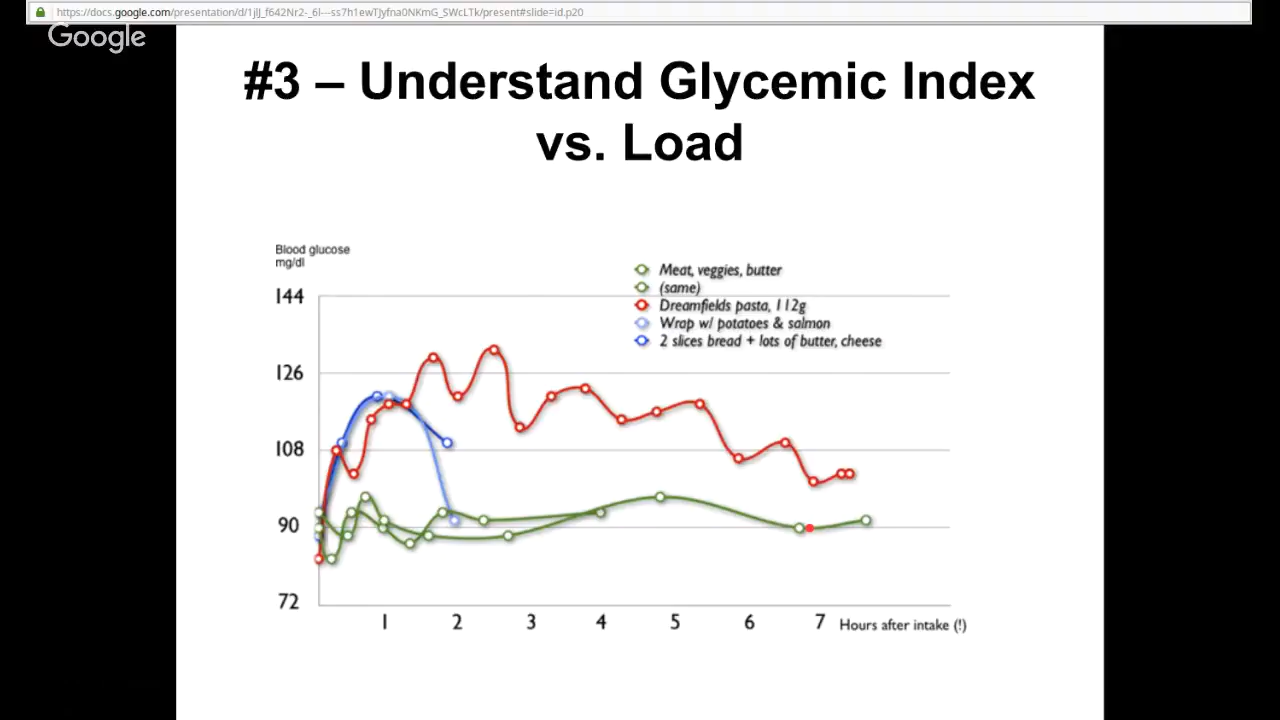 https://docs.google.com/presentation/d/1jlJ_f642Nr2-_6l---ss7h1ewTJyfna0NKmG_SWcLTk/present#slide=id.p20
Google
#3 – Understand Glycemic Index
vs. Load
Blood glucose
mg/dl
Meat, veggies, butter
(same)
Dreamfields pasta, 112g
Wrap w/ potatoes & salmon
2 slices bread + lots of butter, cheese
144
126
108
90
72
1 2 3 4 5 6 7 Hours after intake (!)